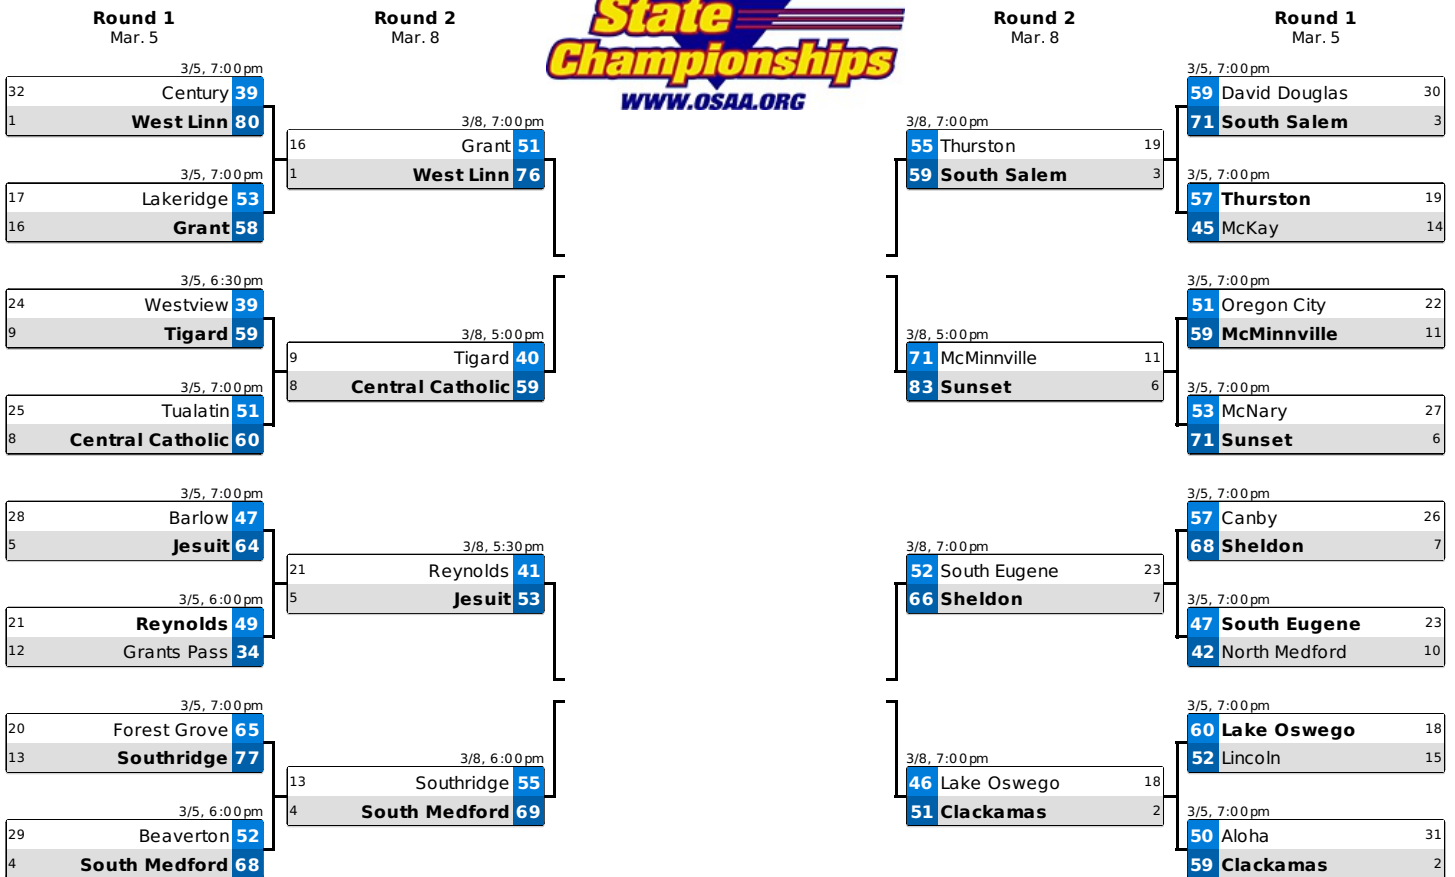 Round 1
Mar. 5
Round 2
Mar. 8
State
Championships
WWW.OSAA.ORG
Round 2
Mar. 8
Round 1
Mar. 5
3/5, 7:00pm
32 Century 39
1 West Linn 80
3/5, 7:00pm
17 Lakeridge 53
16 Grant 58
3/5, 6:30pm
24 Westview 39
9 Tigard 59
3/5, 7:00pm
25 Tualatin 51
8 Central Catholic 60
3/5, 7:00pm
28 Barlow 47
5 Jesuit 64
3/5, 6:00pm
21 Reynolds 49
12 Grants Pass 34
3/5, 7:00pm
20 Forest Grove 65
13 Southridge 77
3/5, 6:00pm
29 Beaverton 52
4 South Medford 68
3/8, 7:00pm
16 Grant 51
1 West Linn 76
3/8, 5:00pm
9 Tigard 40
8 Central Catholic 59
3/8, 5:30pm
21 Reynolds 41
5 Jesuit 53
3/8, 6:00pm
13 Southridge 55
4 South Medford 69
3/8, 7:00pm
55 Thurston 19
59 South Salem 3
3/8, 5:00pm
71 McMinnville 11
83 Sunset 6
3/8, 7:00pm
52 South Eugene 23
66 Sheldon 7
3/8, 7:00pm
46 Lake Oswego 18
51 Clackamas 2
3/5, 7:00pm
59 David Douglas 30
71 South Salem 3
3/5, 7:00pm
57 Thurston 19
45 McKay 14
3/5, 7:00pm
51 Oregon City 22
59 McMinnville 11
3/5, 7:00pm
53 McNary 27
71 Sunset 6
3/5, 7:00pm
57 Canby 26
68 Sheldon 7
3/5, 7:00pm
47 South Eugene 23
42 North Medford 10
3/5, 7:00pm
60 Lake Oswego 18
52 Lincoln 15
3/5, 7:00pm
50 Aloha 31
59 Clackamas 2